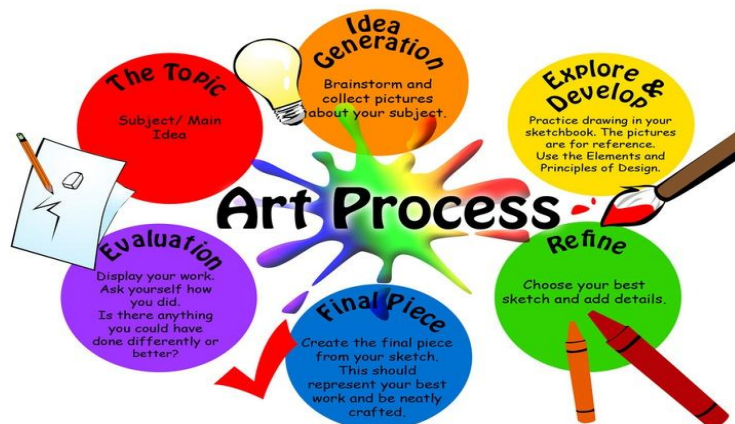 The Topic
Subject/ Main
Idea
Idea
Generation
Brainstorm and
collect pictures
about your subject.
Explore &
Develop
Practice drawing in your
sketchbook. The pictures
are for reference.
Use the Elements and
Principles of Design.
Art Process
Refine
Choose your best
sketch and add details.
Final Piece
Create the final piece
from your sketch.
This should
represent your best
work and be neatly
crafted.
Evaluation
Display your work.
Ask yourself how
you did.
Is there anything
you could have
done differently or
better?